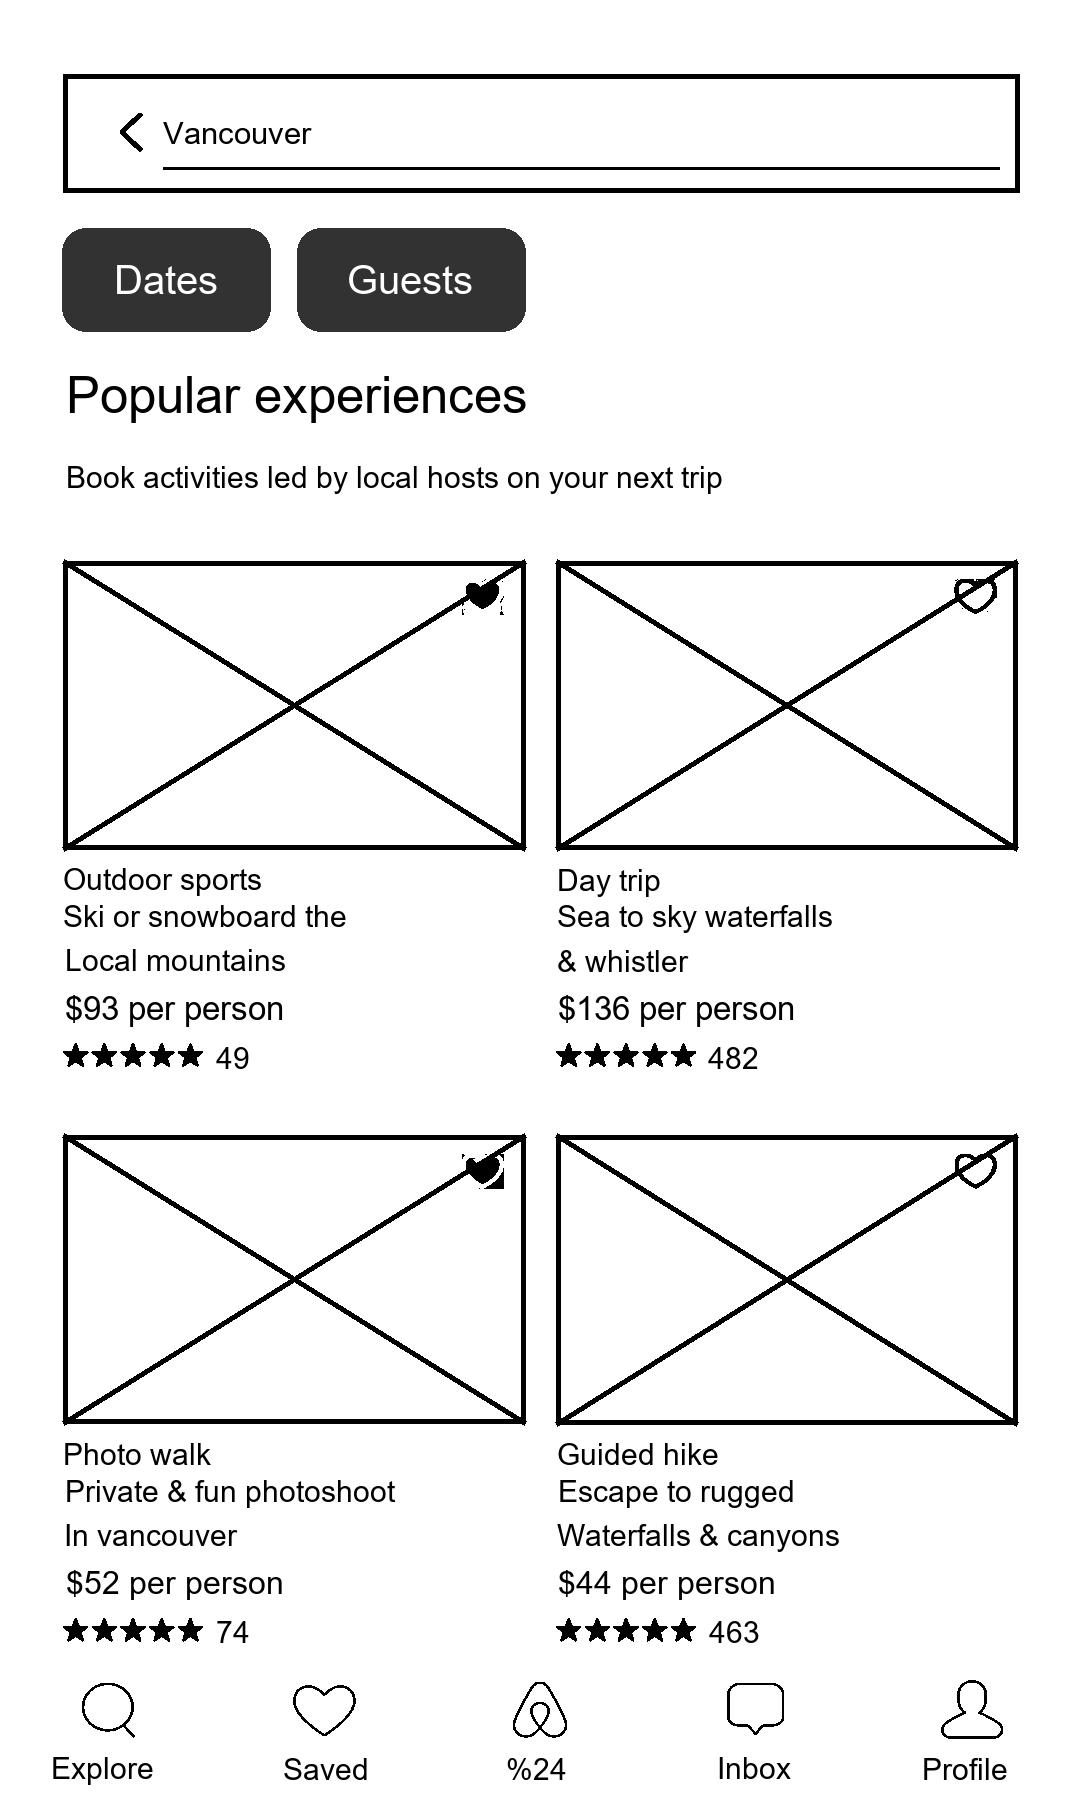 Vancouver
Dates Guests
Popular experiences
Book activities led by local hosts on your next trip
Outdoor sports
Ski or snowboard the
Local mountains
$93 per person
49
Day trip
Sea to sky waterfalls
& whistler
$136 per person
482
Photo walk
Private & fun photoshoot
In vancouver
$52 per person
74
Guided hike
Escape to rugged
Waterfalls & canyons
$44 per person
463
Explore Saved %24 Inbox Profile